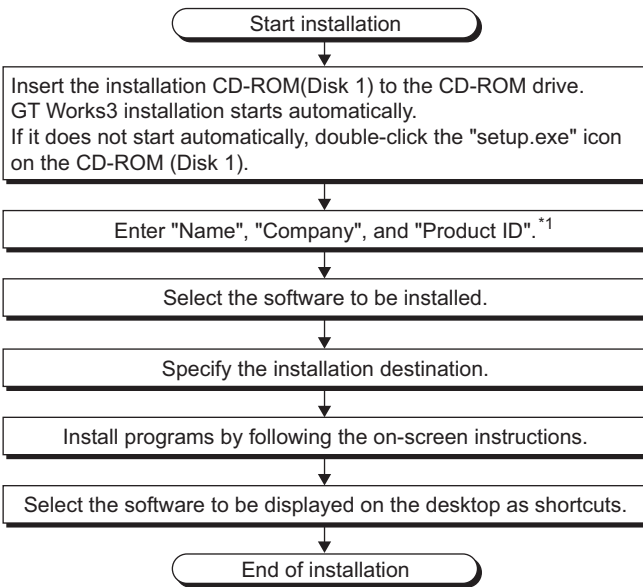 Start installation
Insert the installation CD-ROM(Disk 1) to the CD-ROM drive.
GT Works3 installation starts automatically.
If it does not start automatically, double-click the "setup.exe" icon
on the CD-ROM (Disk 1).
Enter "Name", "Company", and "Product ID".*1
Select the software to be installed.
Specify the installation destination.
Install programs by following the on-screen instructions.
Select the software to be displayed on the desktop as shortcuts.
End of installation